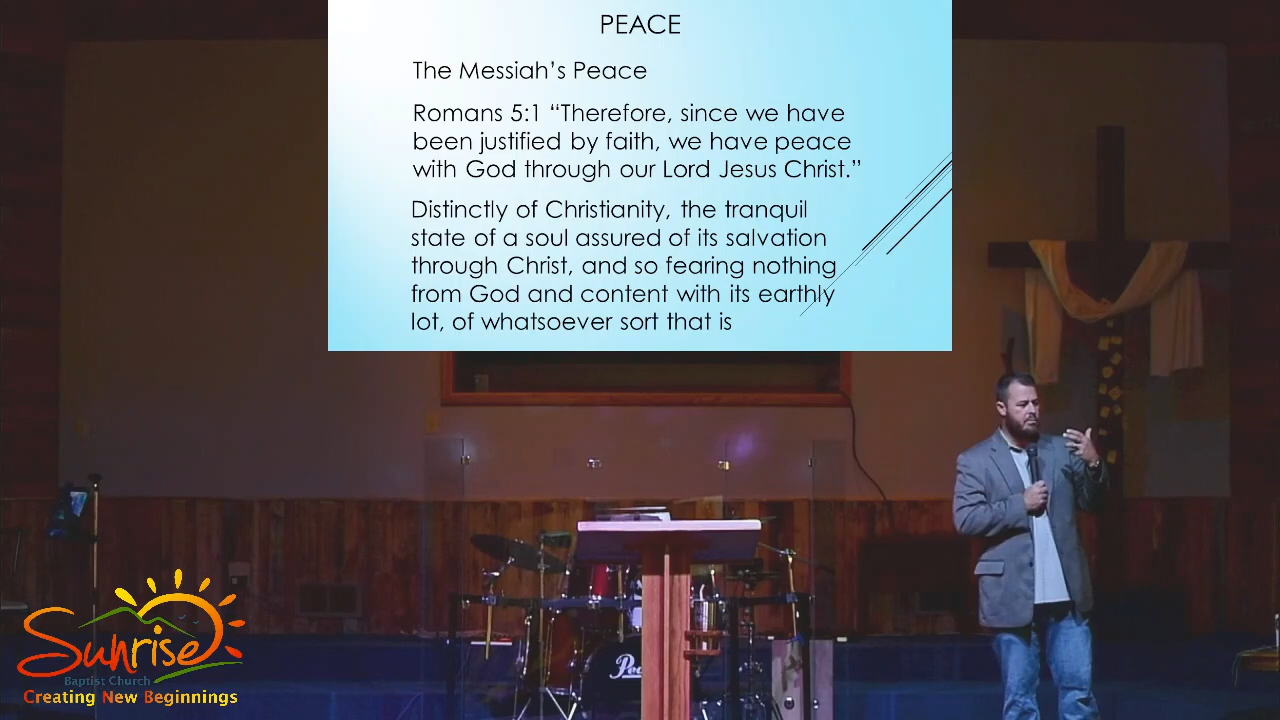 PEACE
The Messiah's Peace
Romans 5:1 “Therefore, since we have
been justified by faith, we have peace
with God through our Lord Jesus Christ.”
Distinctly of Christianity, the tranquil
state of a soul assured of its salvation
through Christ, and so fearing nothing
from God and content with its earthly
lot, of whatsoever sort that is
Sunrise
Baptist Church
Creating New Beginnings